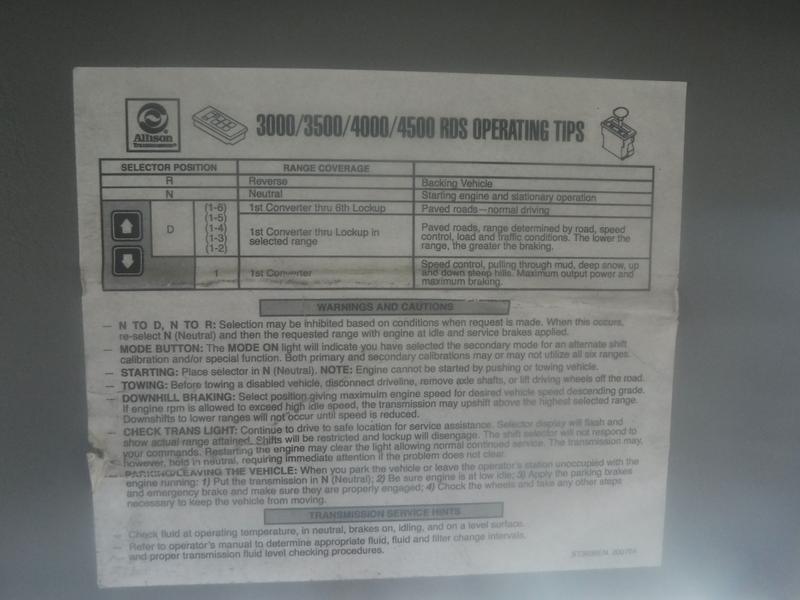 Allison
Transmission
3000/3500/4000/4500 RDS OPERATING TIPS
SELECTOR POSITION RANGE COVERAGE
R Reverse Backing Vehicle
N Neutral Starting engine and stationary operation
D
(1-6) 1st Converter thru 6th Lockup Paved roads—normal driving
(1-5)
(1-4)
(1-3)
(1-2)
1st Converter thru Lockup in
selected range
Paved roads, range determined by road, speed
control, load and traffic conditions. The lower the
range, the greater the braking.
1 1st Converter
Speed control, pulling through mud, deep snow, up
and down steep hills. Maximum output power and
maximum braking.
WARNINGS AND CAUTIONS
— N TO D, N TO R: Selection may be inhibited based on conditions when request is made. When this occurs,
re-select N (Neutral) and then the requested range with engine at idle and service brakes applied.
— MODE BUTTON: The MODE ON light will indicate you have selected the secondary mode for an alternate shift
calibration and/or special function. Both primary and secondary calibrations may or may not utilize all six ranges.
— STARTING: Place selector in N (Neutral). NOTE: Engine cannot be started by pushing or towing vehicle.
— TOWING: Before towing a disabled vehicle, disconnect driveline, remove axle shafts, or lift driving wheels off the road.
— DOWNHILL BRAKING: Select position giving maximuim engine speed for desired vehicle speed descending grade.
If engine rpm is allowed to exceed high idle speed, the transmission may upshift above the highest selected range.
Downshifts to lower ranges will not occur until speed is reduced.
— CHECK TRANS LIGHT: Continue to drive to safe location for service assistance. Selector display will flash and
show actual range attained. Shifts will be restricted and lockup will disengage. The shift selector will not respond to
your commands. Restarting the engine may clear the light allowing normal continued service. The transmission may,
however, hold in neutral, requiring immediate attention if the problem does not clear.
— PARKING/LEAVING THE VEHICLE: When you park the vehicle or leave the operator's station unoccupied with the
engine running: 1) Put the transmission in N (Neutral); 2) Be sure engine is at low idle; 3) Apply the parking brakes
and emergency brake and make sure they are properly engaged; 4) Chock the wheels and take any other steps
necessary to keep the vehicle from moving.
TRANSMISSION SERVICE HINTS
— Check fluid at operating temperature, in neutral, brakes on, idling, and on a level surface.
— Refer to operator's manual to determine appropriate fluid, fluid and filter change intervals,
— and proper transmission fluid level checking procedures.